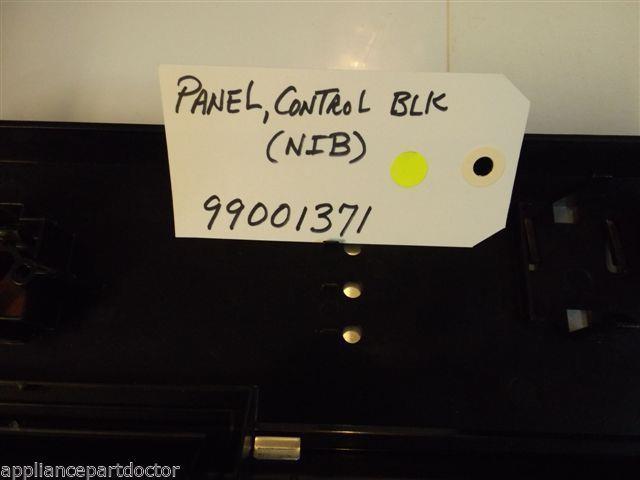 PANEL, CONTROL BLK
(NIB)
99001371
appliancepartdoctor